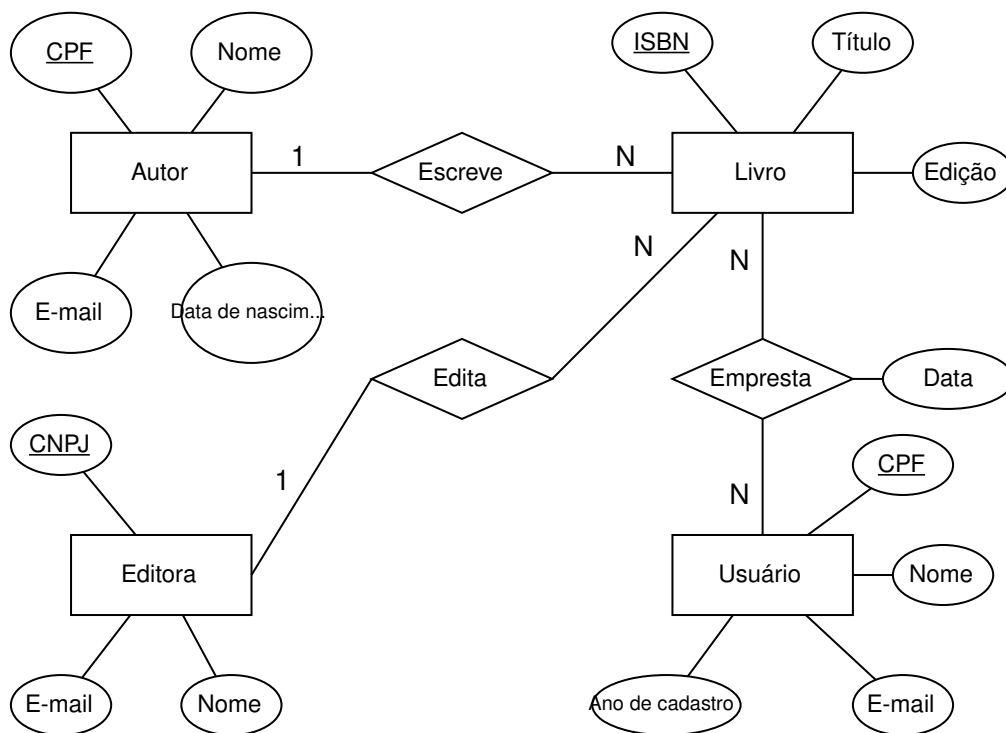 CPF
Nome
ISBN
Título
Autor
1
Escreve
N
Livro
Edição
E-mail
Data de nascim...
N
N
Edita
Empresta
Data
CNPJ
1
N
CPF
Editora
Usuário
Nome
E-mail
Nome
Ano de cadastro
E-mail